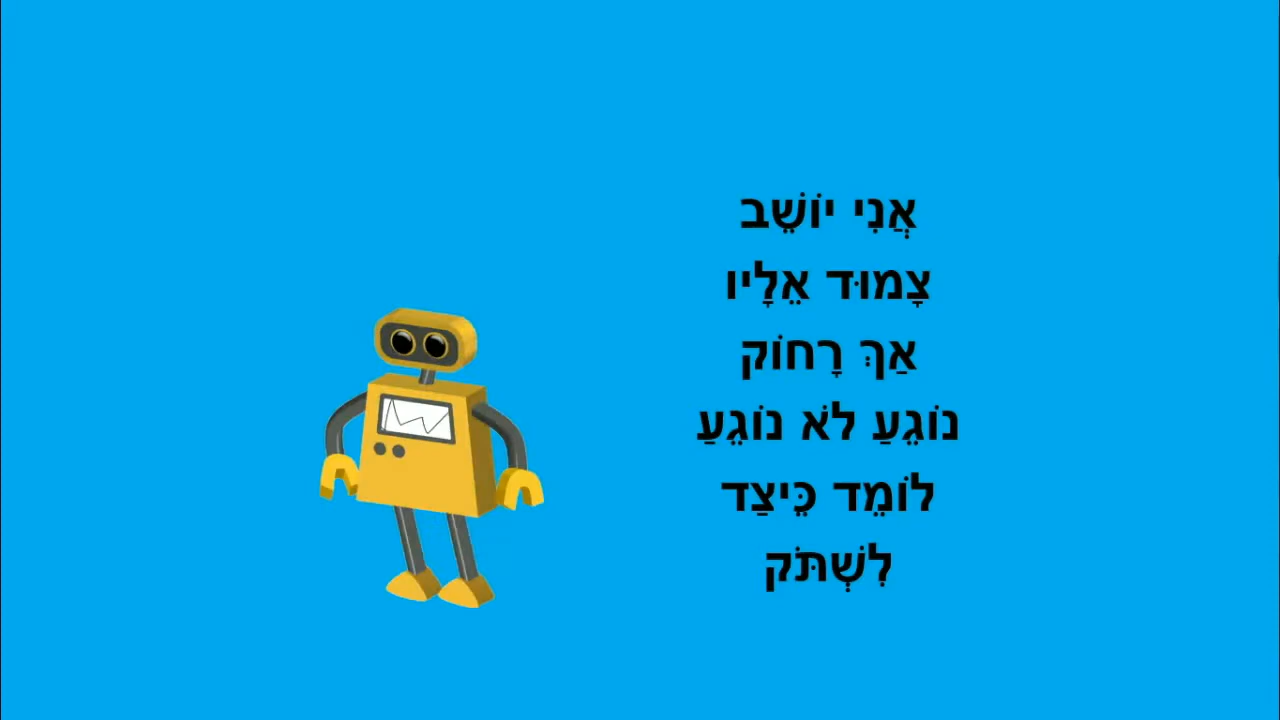 אֲנִי יוֹשֵׁב
צָמוּד אֵלָיו
אַךְ רָחוֹק
נוֹגֵעַ לֹא נוֹגֵעַ
לוֹמֵד כֵּיצַד
לִשְׁתֹּק